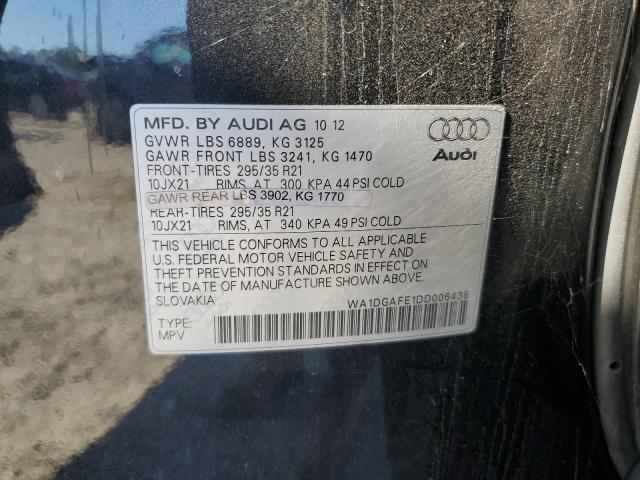 MFD. BY AUDI AG 10 12
GVWR LBS 6889, KG 3125
GAWR FRONT LBS 3241, KG 1470
FRONT-TIRES 295/35 R21
10JX21 RIMS, AT 300 KPA 44 PSI COLD
GAWR REAR LBS 3902, KG 1770
REAR-TIRES 295/35 R21
10JX21 RIMS, AT 340 KPA 49 PSI COLD
THIS VEHICLE CONFORMS TO ALL APPLICABLE
U.S. FEDERAL MOTOR VEHICLE SAFETY AND
THEFT PREVENTION STANDARDS IN EFFECT ON
THE DATE OF MANUFACTURE SHOWN ABOVE.
SLOVAKIA WA1DGAFE1DD006436
TYPE:
MPV
Audi